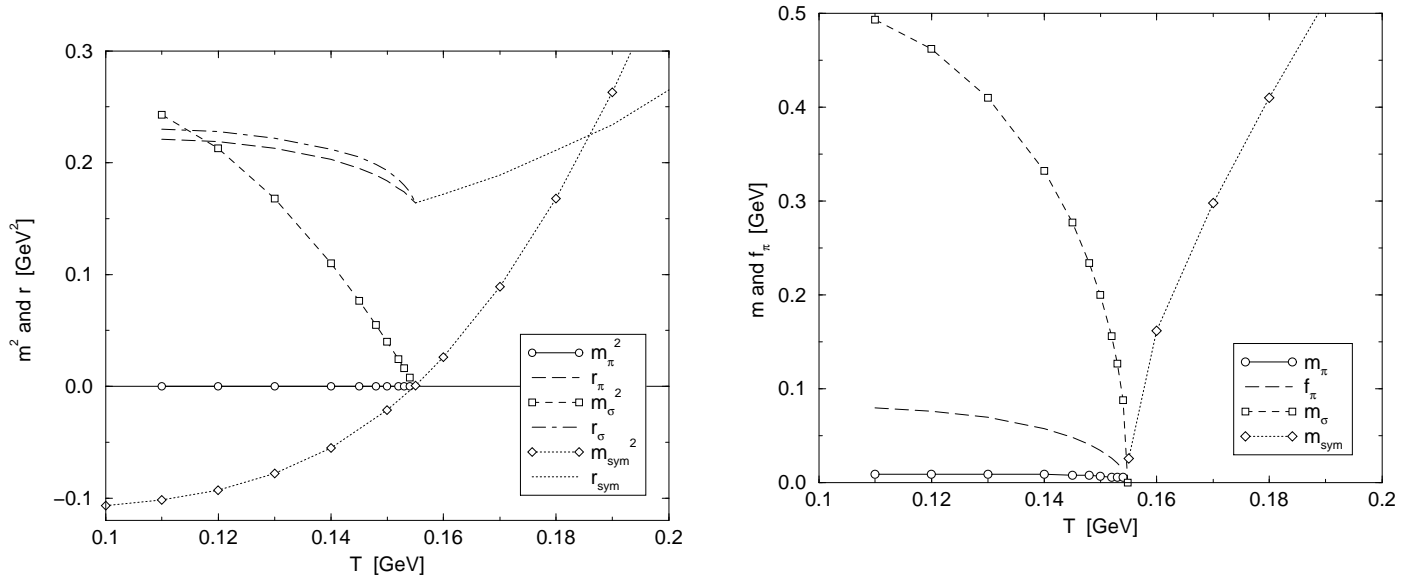 0.3
0.2
0.1
0.0
−0.1
m² and r [GeV²]
0.1
0.12
0.14
0.16
0.18
0.2
T [GeV]
m_π²
r_π
m_σ²
r_σ
m_sym²
r_sym
0.5
0.4
0.3
0.2
0.1
0.0
m and f_π [GeV]
0.1
0.12
0.14
0.16
0.18
0.2
T [GeV]
m_π
f_π
m_σ
m_sym